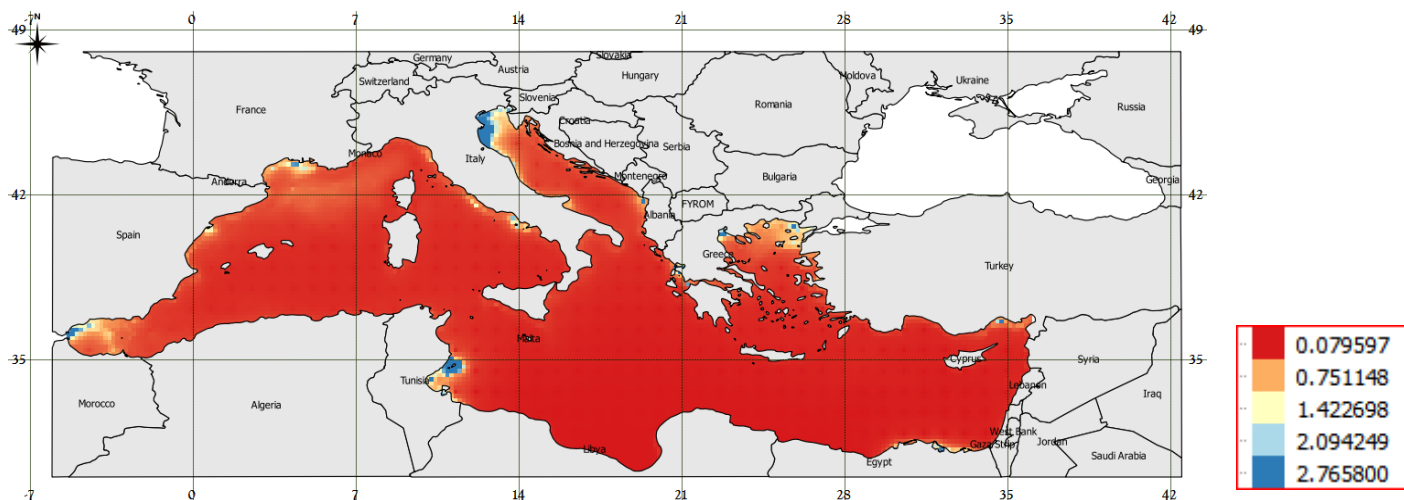 -7 0 7 14 21 28 35 42
49 49
N
Germany Slovakia
Austria Moldova Ukraine
Switzerland Hungary
France Slovenia Romania Russia
Croatia
Bosnia and Herzegovina Serbia
Monaco Italy
Andorra Montenegro Bulgaria Georgia
42 42
Albania FYROM
Spain
Greece Turkey
Malta
35 Cyprus Syria 35
Tunisia Lebanon
Morocco Algeria Iraq
West Bank
Libya Gaza Strip Jordan
Egypt Saudi Arabia
-7 0 7 14 21 28 35 42
0.079597
0.751148
1.422698
2.094249
2.765800